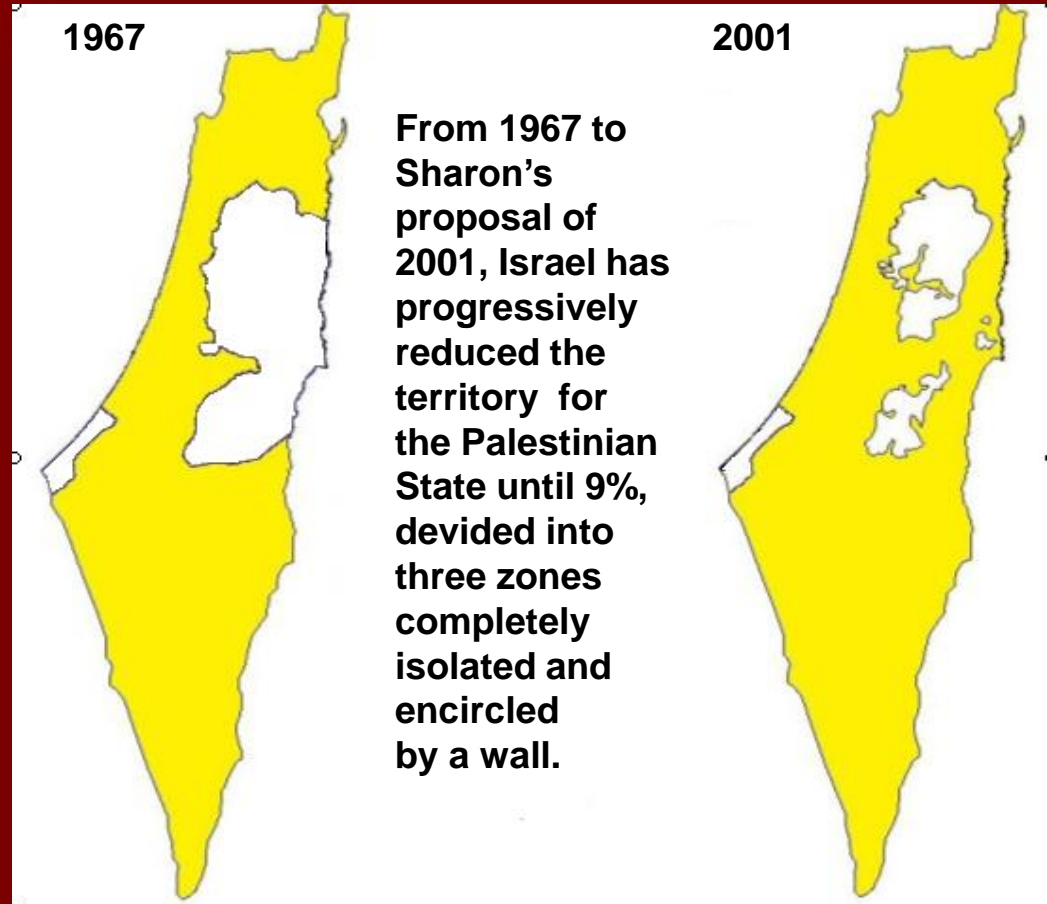 1967
2001
From 1967 to
Sharon’s
proposal of
2001, Israel has
progressively
reduced the
territory for
the Palestinian
State until 9%,
devided into
three zones
completely
isolated and
encircled
by a wall.